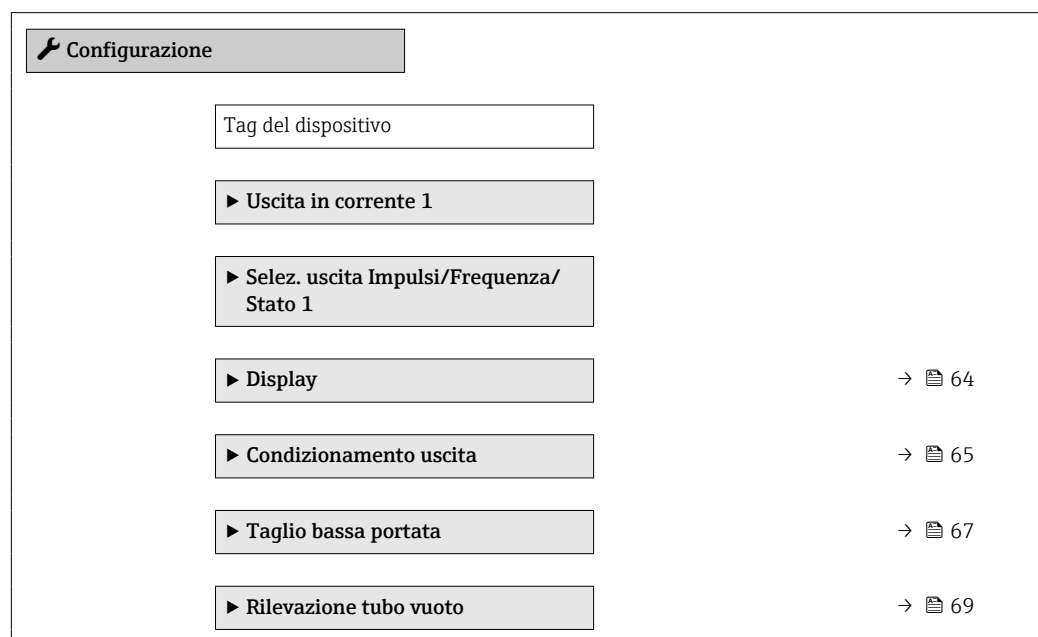 Configurazione
Tag del dispositivo
▶ Uscita in corrente 1
▶ Selez. uscita Impulsi/Frequenza/
Stato 1
▶ Display → 64
▶ Condizionamento uscita → 65
▶ Taglio bassa portata → 67
▶ Rilevazione tubo vuoto → 69